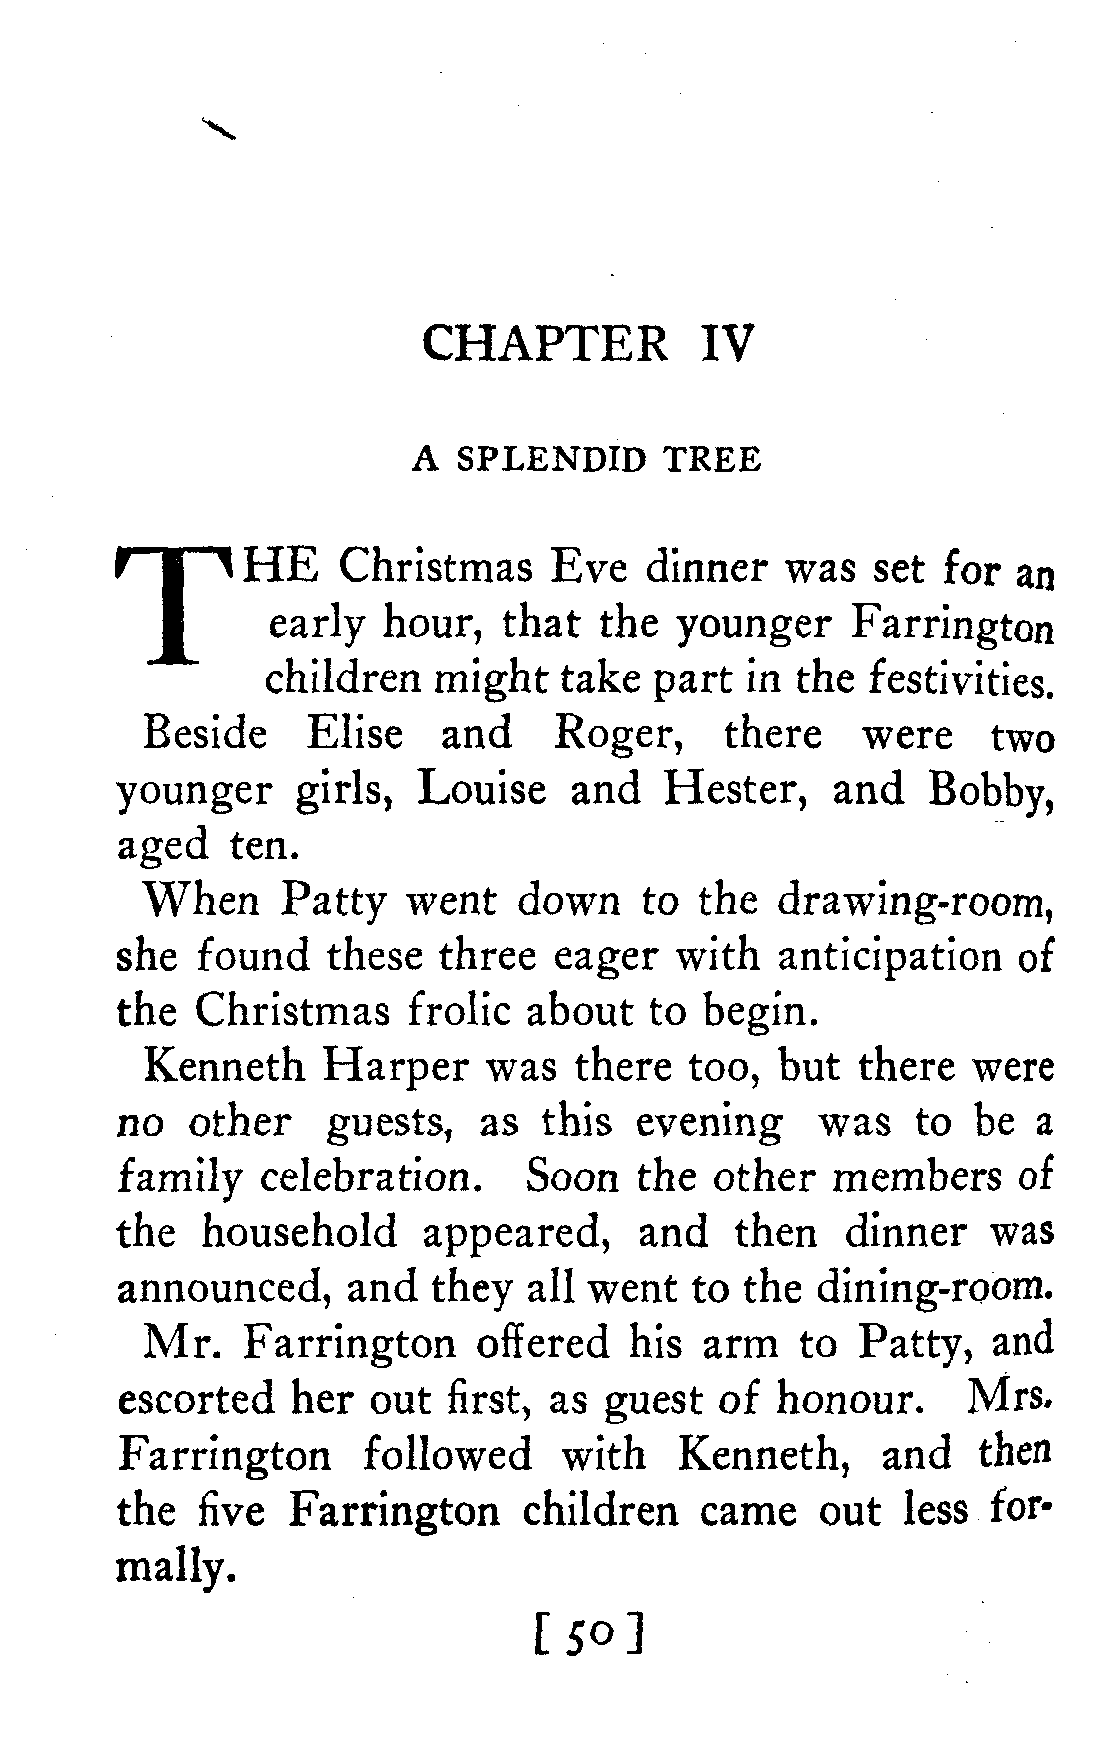 CHAPTER IV
A SPLENDID TREE
THE Christmas Eve dinner was set for an
early hour, that the younger Farrington
children might take part in the festivities.
Beside Elise and Roger, there were two
younger girls, Louise and Hester, and Bobby,
aged ten.
When Patty went down to the drawing-room,
she found these three eager with anticipation of
the Christmas frolic about to begin.
Kenneth Harper was there too, but there were
no other guests, as this evening was to be a
family celebration. Soon the other members of
the household appeared, and then dinner was
announced, and they all went to the dining-room.
Mr. Farrington offered his arm to Patty, and
escorted her out first, as guest of honour. Mrs.
Farrington followed with Kenneth, and then
the five Farrington children came out less for-
mally.
[ 50 ]